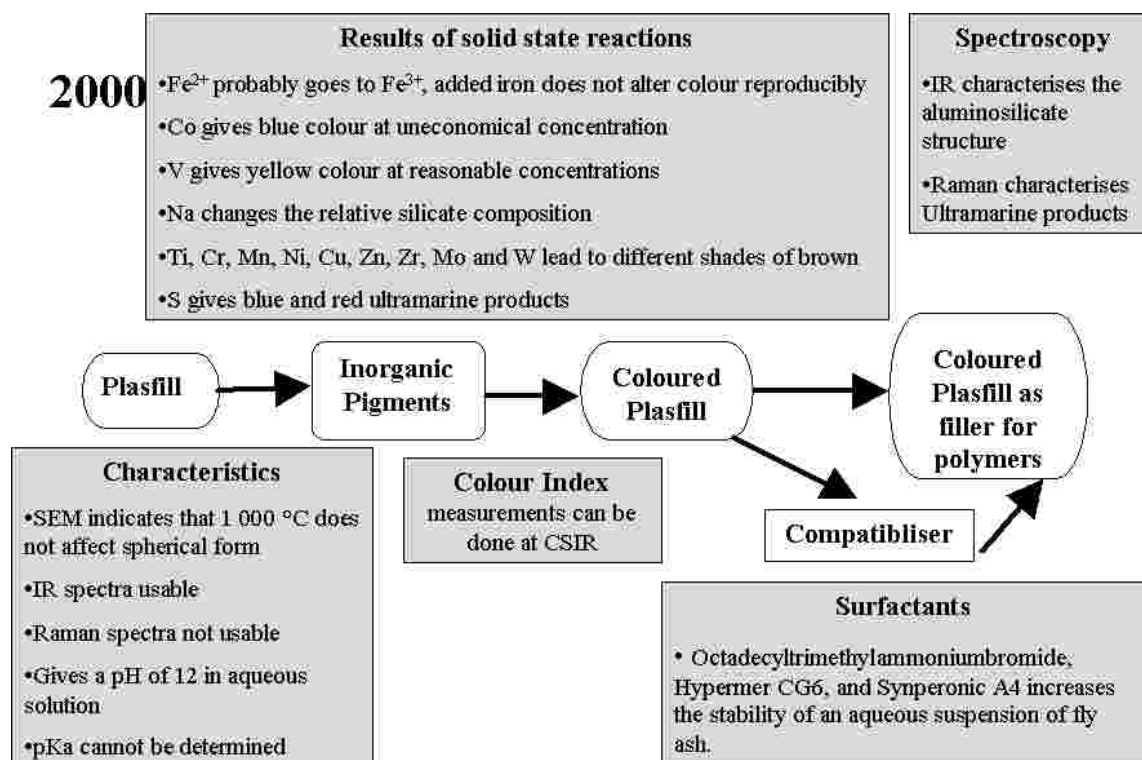 2000
Results of solid state reactions
•Fe²⁺ probably goes to Fe³⁺, added iron does not alter colour reproducibly
•Co gives blue colour at uneconomical concentration
•V gives yellow colour at reasonable concentrations
•Na changes the relative silicate composition
•Ti, Cr, Mn, Ni, Cu, Zn, Zr, Mo and W lead to different shades of brown
•S gives blue and red ultramarine products
Spectroscopy
•IR characterises the
aluminosilicate
structure
•Raman characterises
Ultramarine products
Plasfill
Inorganic
Pigments
Coloured
Plasfill
Coloured
Plasfill as
filler for
polymers
Characteristics
•SEM indicates that 1 000 °C does
not affect spherical form
•IR spectra usable
•Raman spectra not usable
•Gives a pH of 12 in aqueous
solution
•pKa cannot be determined
Colour Index
measurements can be
done at CSIR
Compatibliser
Surfactants
• Octadecyltrimethylammoniumbromide,
Hypermer CG6, and Synperonic A4 increases
the stability of an aqueous suspension of fly
ash.